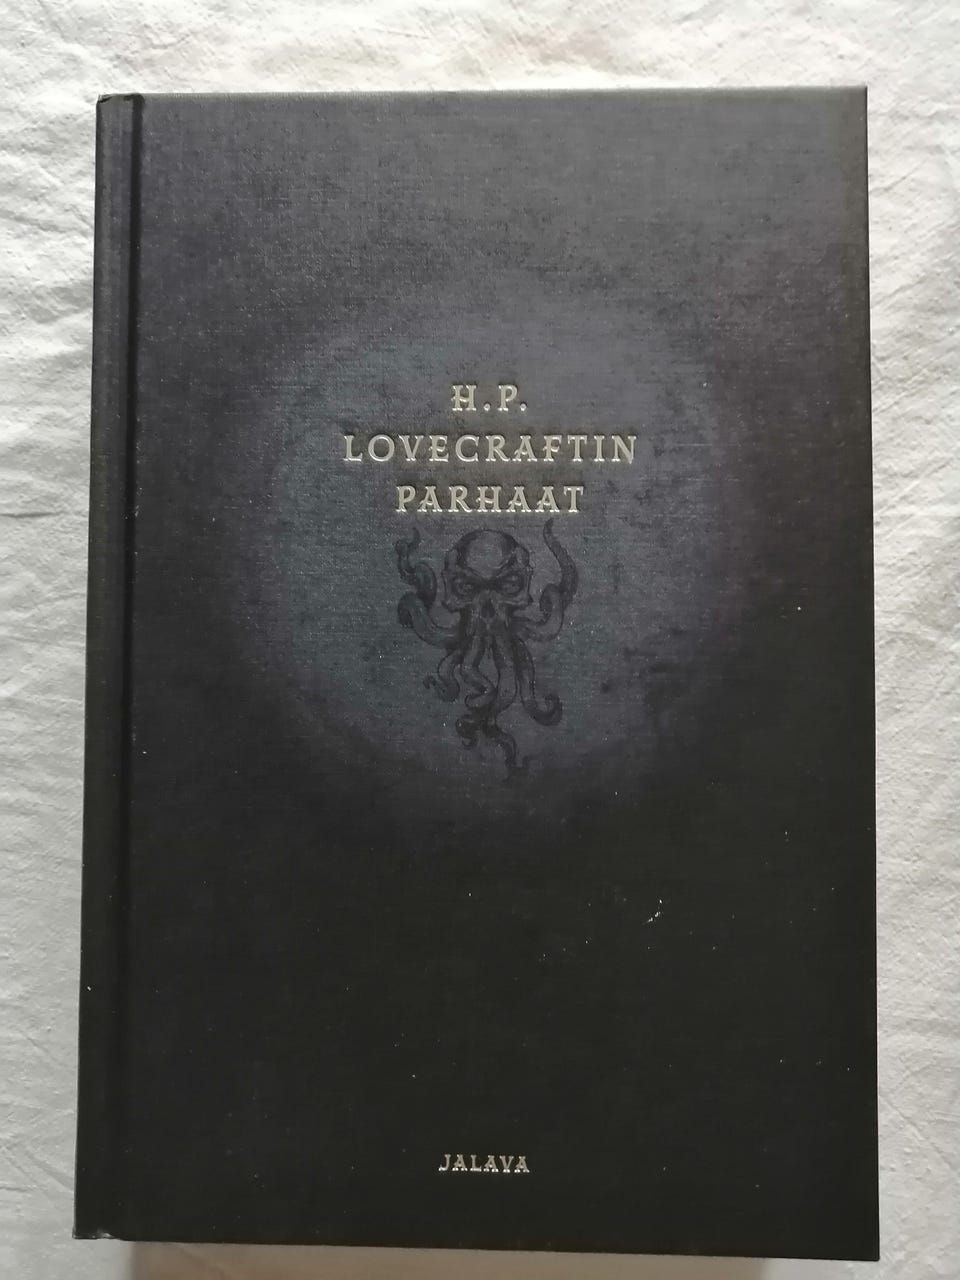 H.P.
LOVECRAFTIN
PARHAAT
JALAVA